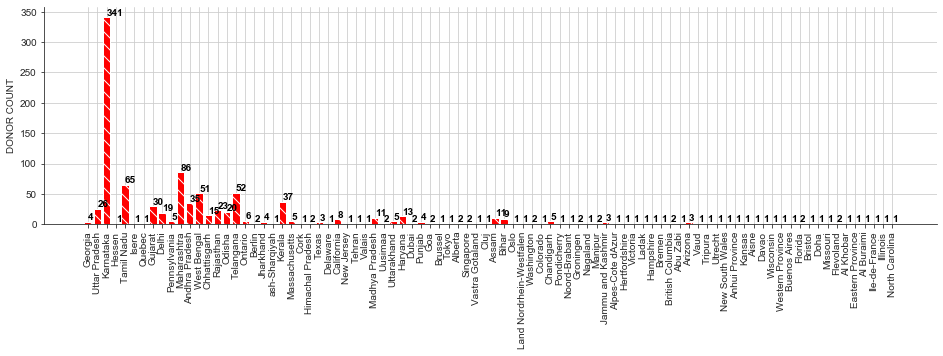 DONOR COUNT
350
300
250
200
150
100
50
0
4 26 341 1 65 1 1 30 19 5 86 35 51 15 23 20 52 6 2 4 1 37 5 1 2 3 1 8 1 1 1 11 2 5 13 2 4 2 1 1 2 2 1 1 11 9 1 1 2 1 5 1 1 2 1 1 2 3 1 1 1 1 1 1 2 1 3 1 1 1 1 1 1 1 1 1 1 1 2 1 1 1 2 1 1 1 1 1 1
Georgia
Uttar Pradesh
Karnataka
Hessen
Tamil Nadu
Isere
Quebec
Gujarat
Delhi
Pennsylvania
Maharastra
Andhra Pradesh
West Bengal
Chhattisgarh
Rajasthan
Odisha
Telangana
Ontario
Berlin
Jharkhand
ash-Sharqiyah
Kerala
Massachusetts
Cork
Himachal Pradesh
Texas
Delaware
California
New Jersey
Tehran
Valais
Madhya Pradesh
Uusimaa
Uttarakhand
Haryana
Dubai
Punjab
Goa
Brussel
Tokyo
Alberta
Singapore
Vastra Gotaland
Cluj
Assam
Bihar
Oslo
Land Nordrhein-Westfalen
Washington
Colorado
Chandigarh
Pondicherry
Noord-Brabant
Groningen
Nagaland
Manipur
Jammu and Kashmir
Alpes-Cote dAzur
Hertfordshire
Victoria
Ladak
Hampshire
Bremen
British Columbia
Abu Zabi
Arizona
Vaud
Tripura
Utrecht
New South Wales
Anhui Province
Kansas
Aisne
Davao
Wisconsin
Western Province
Buenos Aires
Florida
Bristol
Doha
Missouri
Flevoland
Al Khobar
Eastern Province
Al Buraimi
Ile-de-France
Illinois
North Carolina